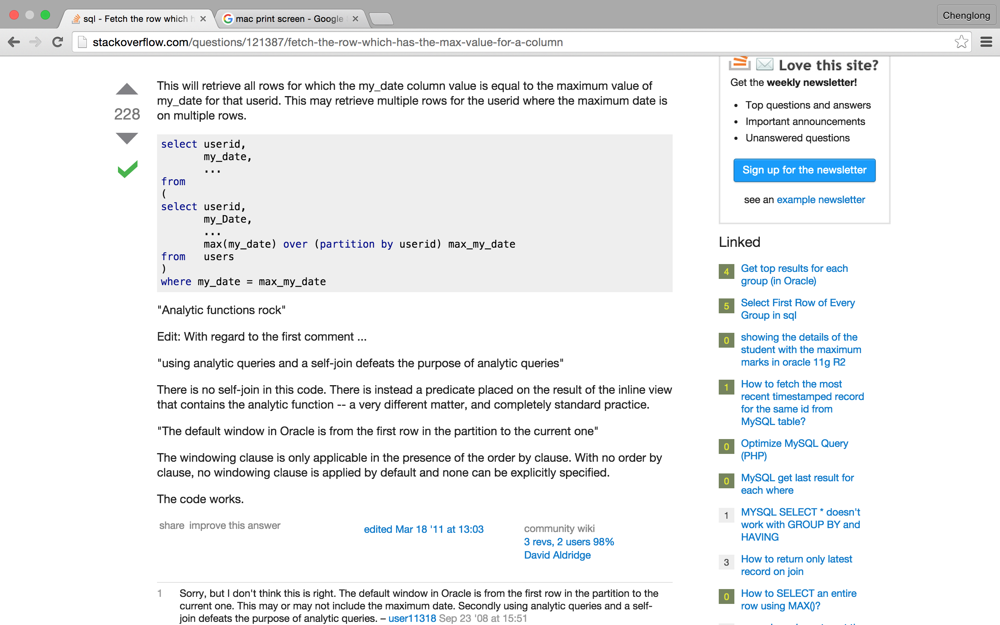 sql - Fetch the row which h
mac print screen - Google
Chenglong
stackoverflow.com/questions/121387/fetch-the-row-which-has-the-max-value-for-a-column
228
This will retrieve all rows for which the my_date column value is equal to the maximum value of
my_date for that userid. This may retrieve multiple rows for the userid where the maximum date is
on multiple rows.
select userid,
my_date,
...
from
(
select userid,
my_Date,
...
max(my_date) over (partition by userid) max_my_date
from users
)
where my_date = max_my_date
"Analytic functions rock"
Edit: With regard to the first comment ...
"using analytic queries and a self-join defeats the purpose of analytic queries"
There is no self-join in this code. There is instead a predicate placed on the result of the inline view
that contains the analytic function -- a very different matter, and completely standard practice.
"The default window in Oracle is from the first row in the partition to the current one"
The windowing clause is only applicable in the presence of the order by clause. With no order by
clause, no windowing clause is applied by default and none can be explicitly specified.
The code works.
share improve this answer
edited Mar 18 '11 at 13:03
community wiki
3 revs, 2 users 98%
David Aldridge
1 Sorry, but I don't think this is right. The default window in Oracle is from the first row in the partition to the
current one. This may or may not include the maximum date. Secondly using analytic queries and a self-
join defeats the purpose of analytic queries. – user11318 Sep 23 '08 at 15:51
Love this site?
Get the weekly newsletter!
• Top questions and answers
• Important announcements
• Unanswered questions
Sign up for the newsletter
see an example newsletter
Linked
4 Get top results for each
group (in Oracle)
5 Select First Row of Every
Group in sql
0 showing the details of the
student with the maximum
marks in oracle 11g R2
1 How to fetch the most
recent timestamped record
for the same id from
MySQL table?
0 Optimize MySQL Query
(PHP)
0 MySQL get last result for
each where
1 MYSQL SELECT * doesn't
work with GROUP BY and
HAVING
3 How to return only latest
record on join
0 How to SELECT an entire
row using MAX()?